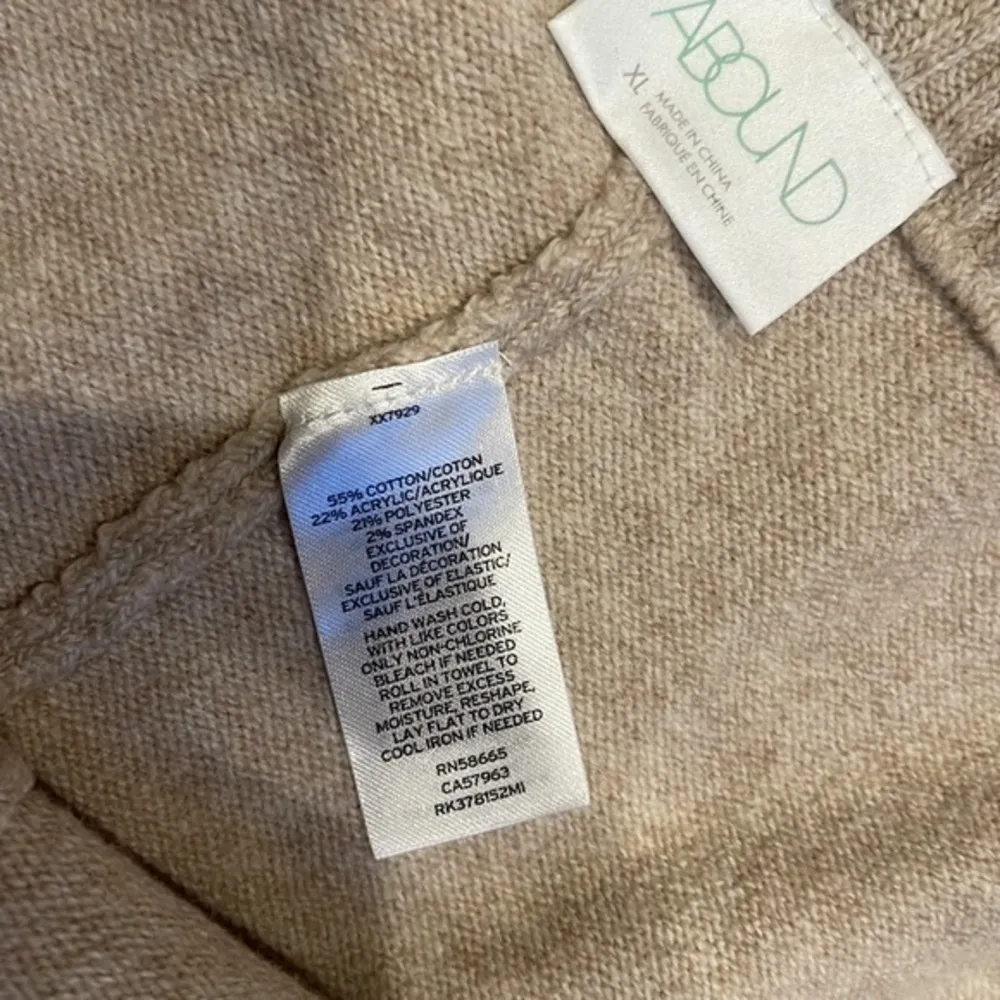 ABOUND
XL
MADE IN CHINA
FABRIQUE EN CHINE
XX7929
55% COTTON/COTON
22% ACRYLIC/ACRYLIQUE
21% POLYESTER
2% SPANDEX
EXCLUSIVE OF
DECORATION/
SAUF LA DÉCORATION
EXCLUSIVE OF ELASTIC/
SAUF L'ÉLASTIQUE
HAND WASH COLD,
WITH LIKE COLORS
ONLY NON-CHLORINE
BLEACH IF NEEDED
ROLL IN TOWEL TO
REMOVE EXCESS
MOISTURE, RESHAPE,
LAY FLAT TO DRY
COOL IRON IF NEEDED
RN58665
CA57963
RK378152MI